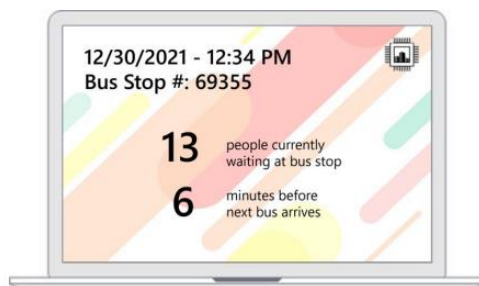 12/30/2021 - 12:34 PM
Bus Stop #: 69355
13
people currently
waiting at bus stop
6
minutes before
next bus arrives